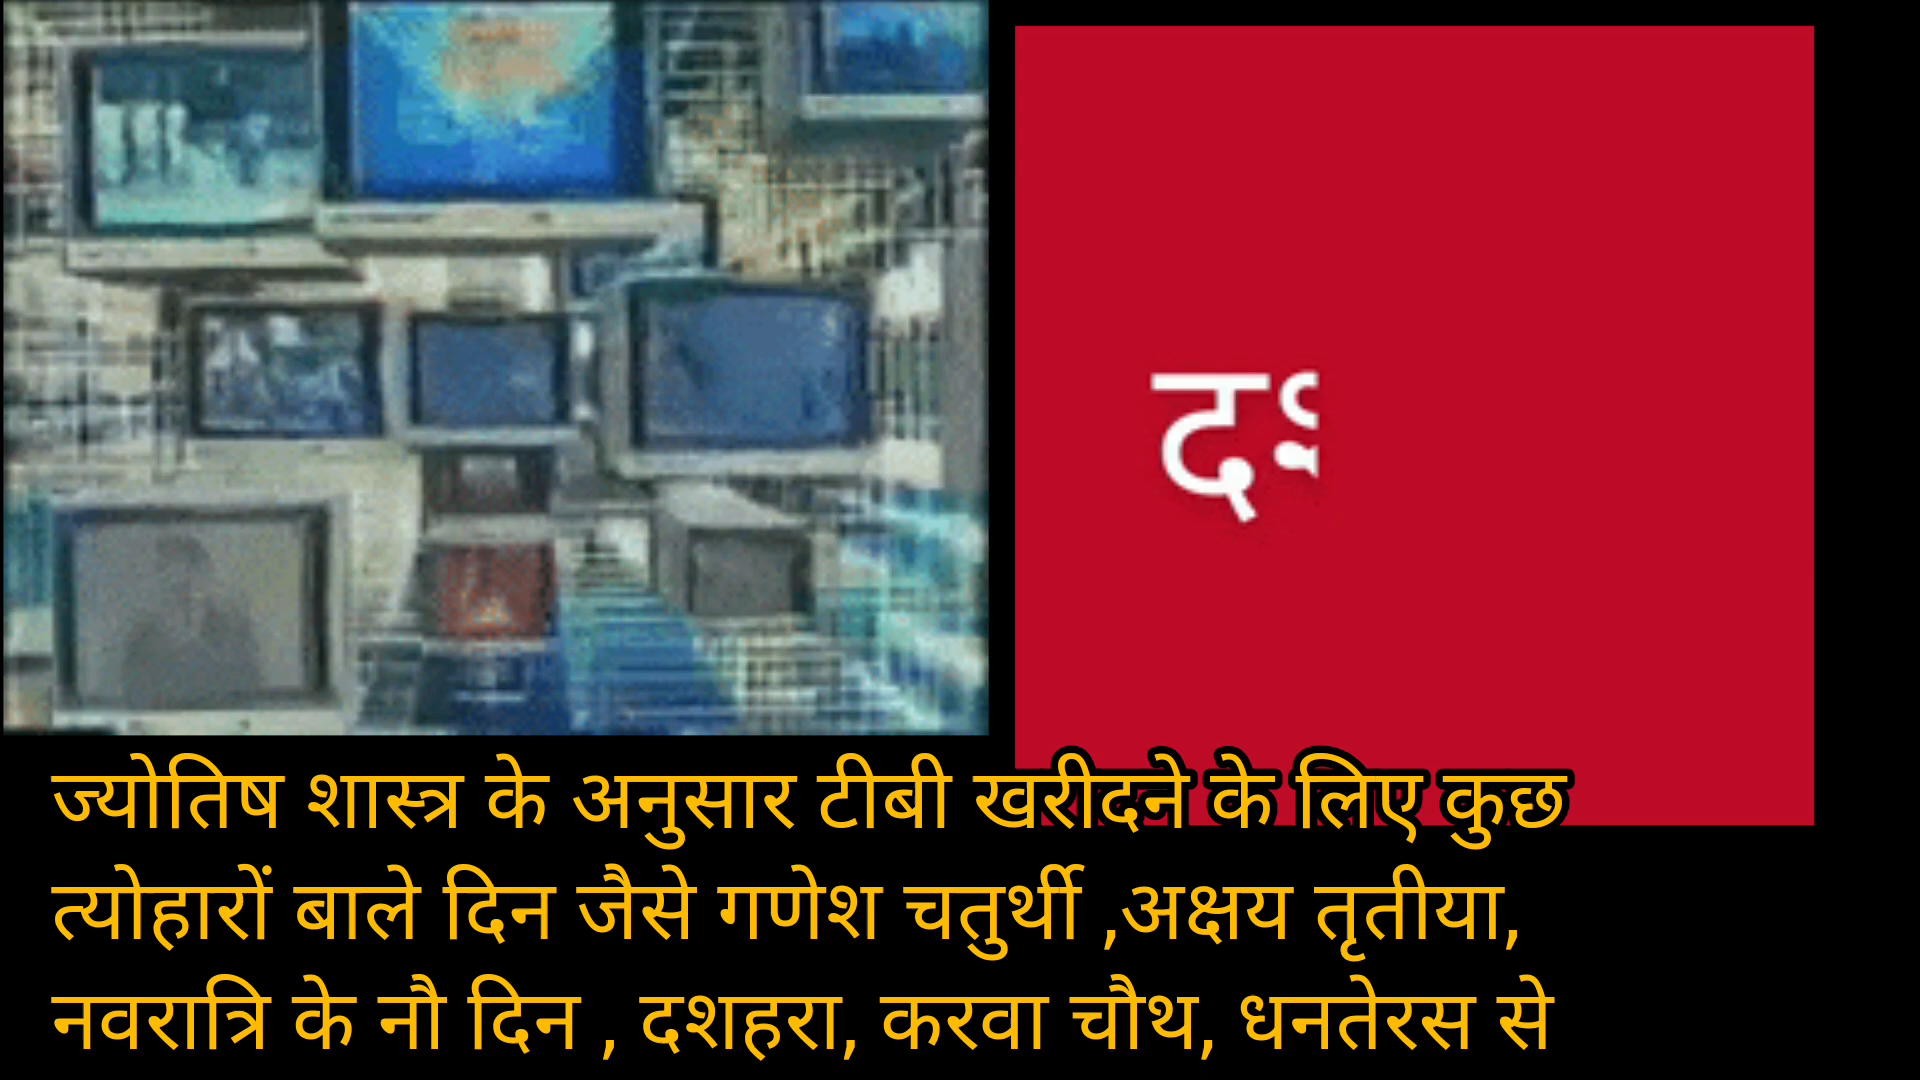 द
ज्योतिष शास्त्र के अनुसार टीबी खरीदने के लिए कुछ
त्योहारों बाले दिन जैसे गणेश चतुर्थी ,अक्षय तृतीया,
नवरात्रि के नौ दिन , दशहरा, करवा चौथ, धनतेरस से